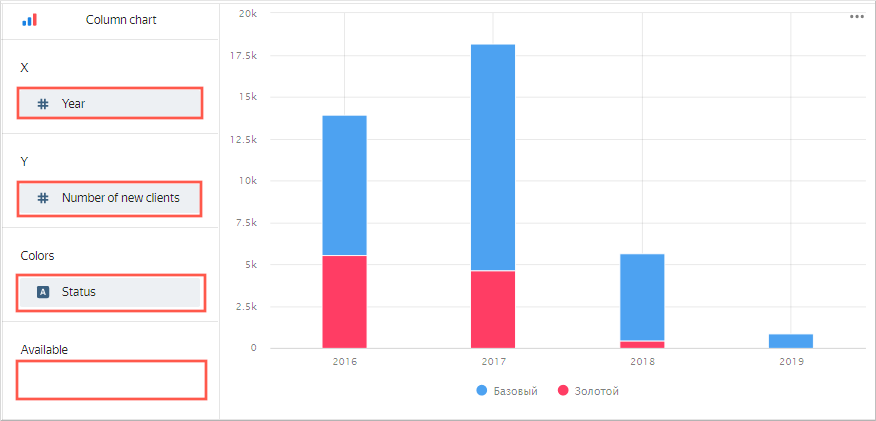 Column chart
X
Year
Y
Number of new clients
Colors
A Status
Available
20k
17.5k
15k
12.5k
10k
7.5k
5k
2.5k
0
2016 2017 2018 2019
Базовый Золотой